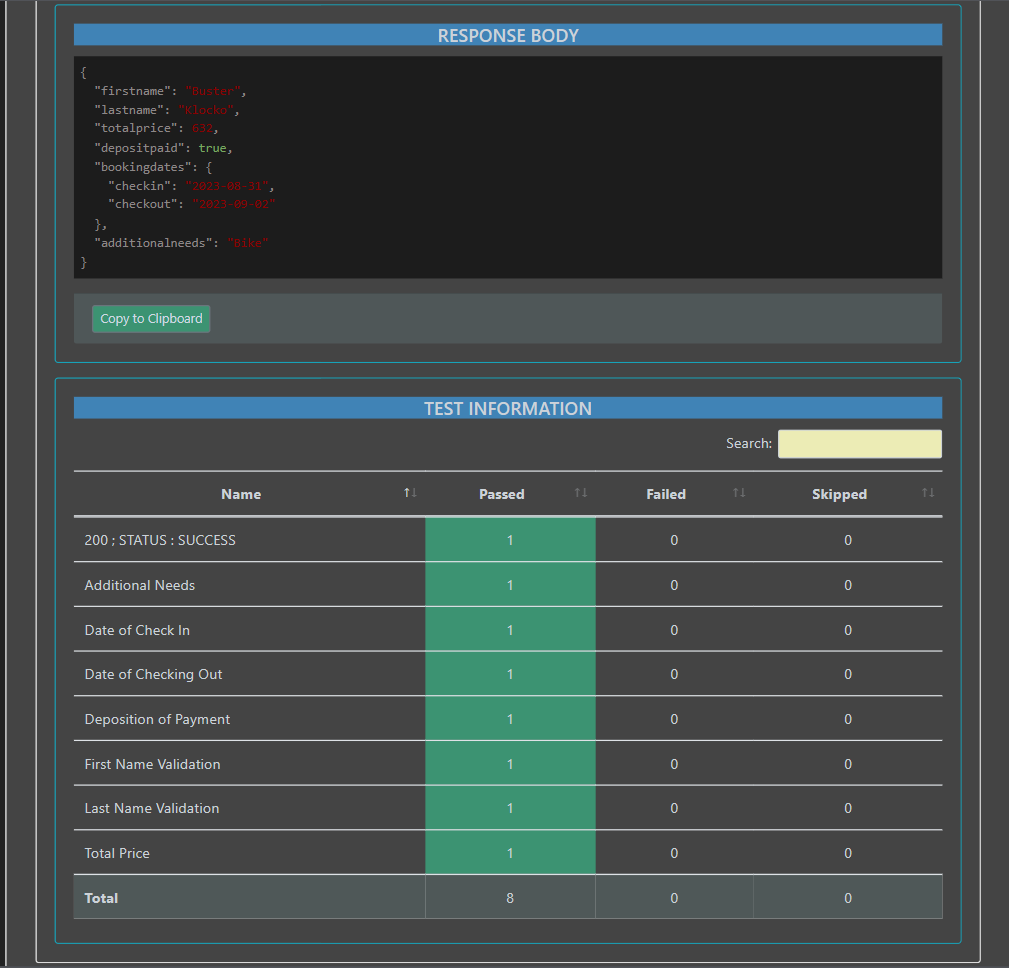 RESPONSE BODY
{
"firstname": "Buster",
"lastname": "Klocko",
"totalprice": 632,
"depositpaid": true,
"bookingdates": {
"checkin": "2023-08-31",
"checkout": "2023-09-02"
},
"additionalneeds": "Bike"
}
Copy to Clipboard
TEST INFORMATION
Search:
Name ↑↓ Passed ↑↓ Failed ↑↓ Skipped ↑↓
200 ; STATUS : SUCCESS 1 0 0
Additional Needs 1 0 0
Date of Check In 1 0 0
Date of Checking Out 1 0 0
Deposition of Payment 1 0 0
First Name Validation 1 0 0
Last Name Validation 1 0 0
Total Price 1 0 0
Total 8 0 0